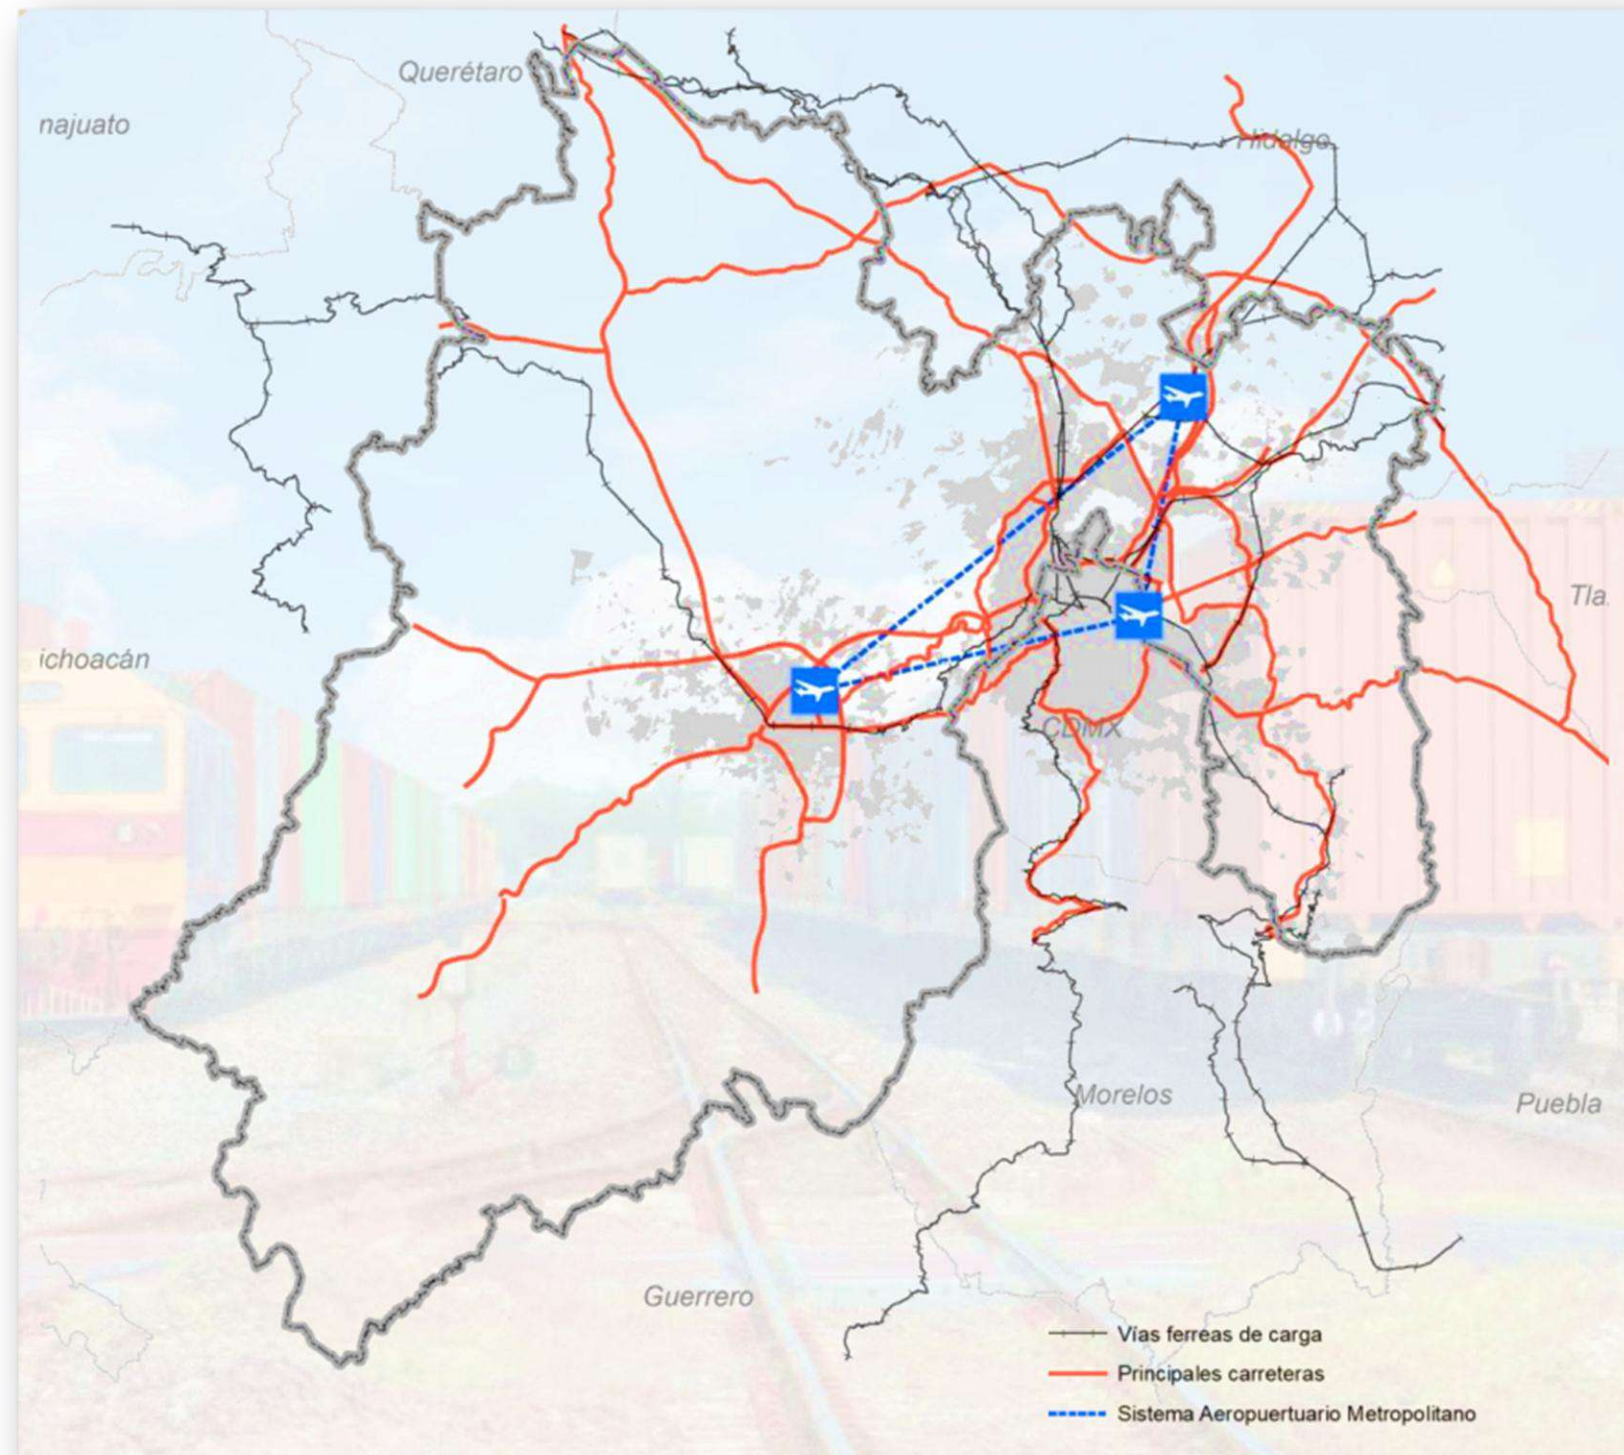 Querétaro
najuato
Hidalgo
Tla.
ichoacán
CDMX
Morelos
Puebla
Guerrero
Vías ferreas de carga
Principales carreteras
Sistema Aeropuertuario Metropolitano